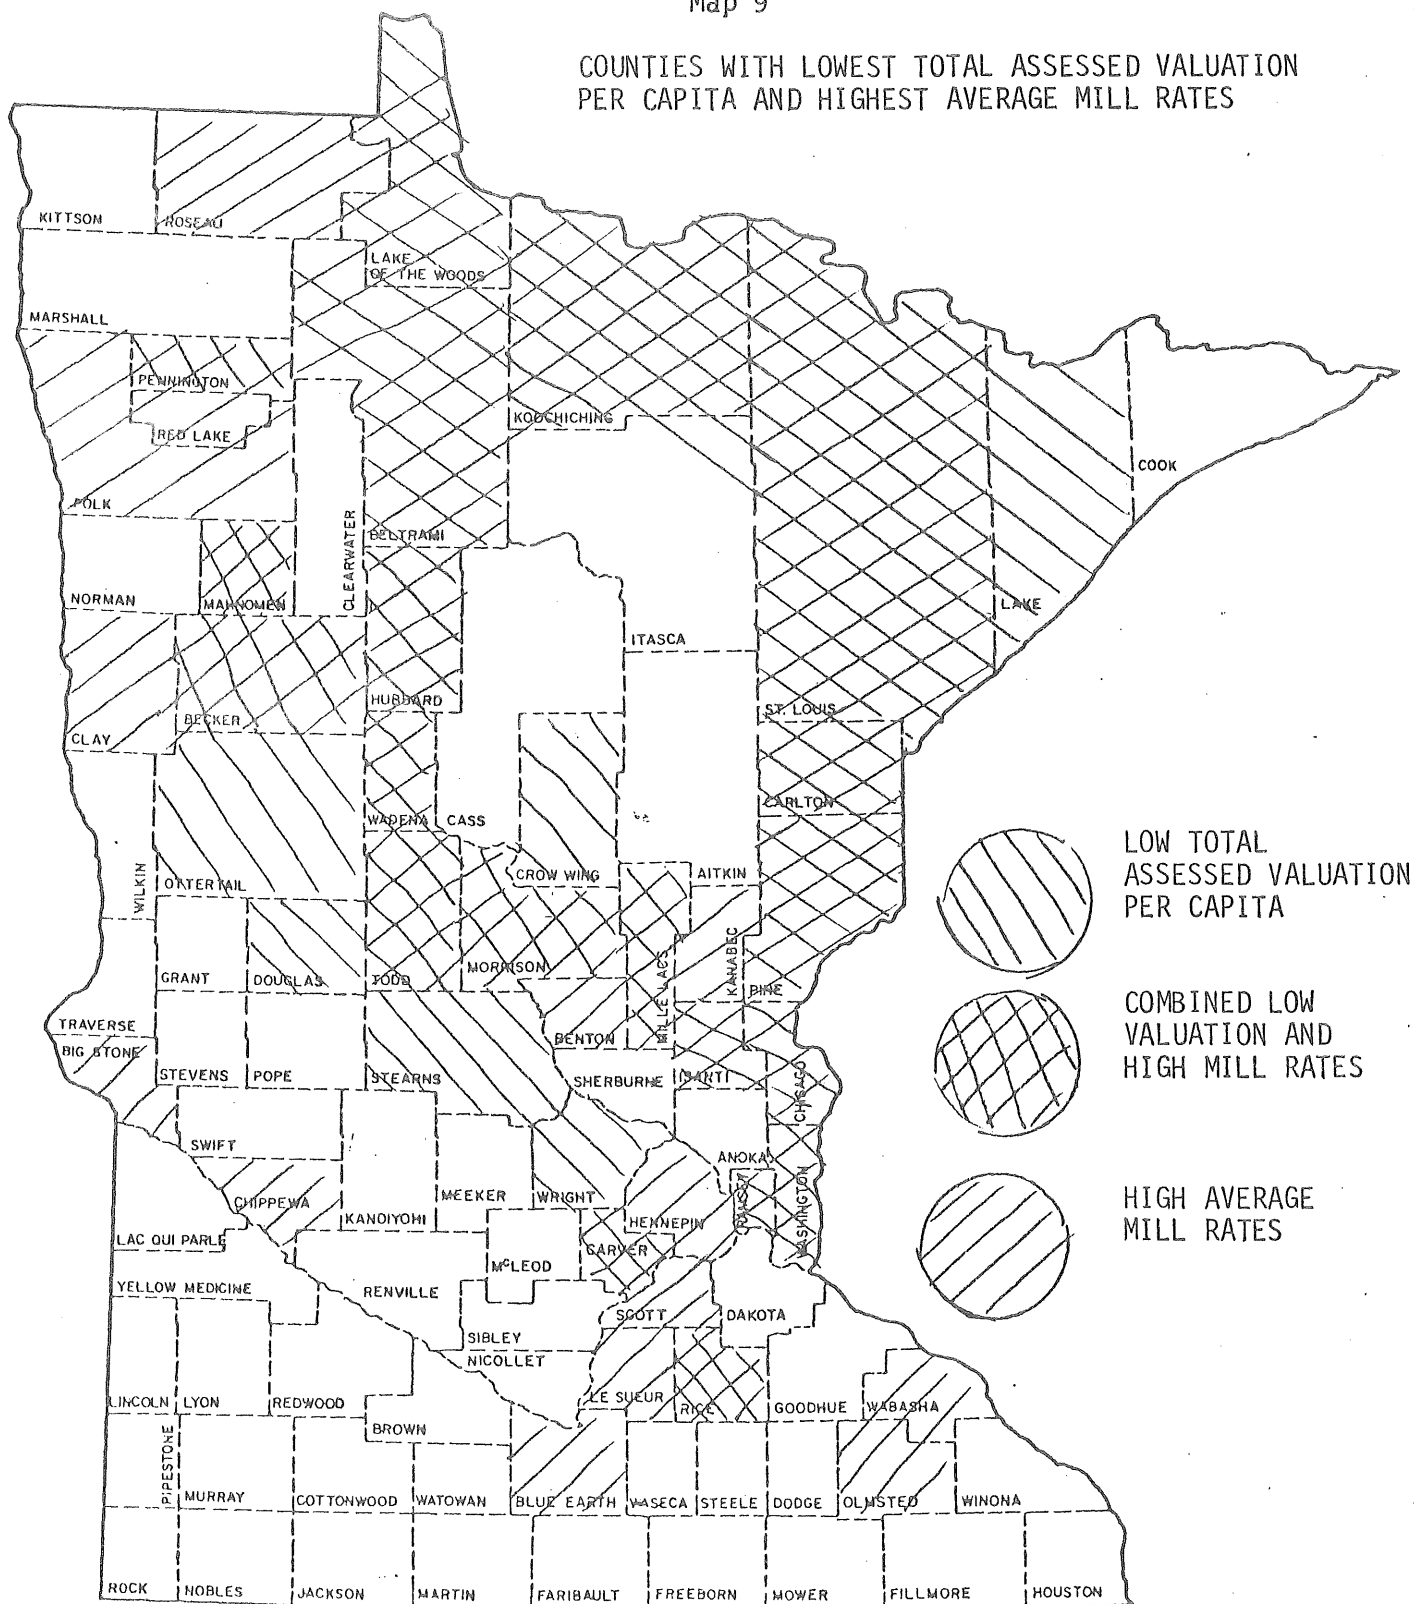 Map 9
COUNTIES WITH LOWEST TOTAL ASSESSED VALUATION
PER CAPITA AND HIGHEST AVERAGE MILL RATES
KITTSON
ROSEAU
LAKE
OF THE WOODS
MARSHALL
PENNINGTON
RED LAKE
KOOCHICHING
COOK
POLK
BELTRAMI
CLEARWATER
NORMAN
MAHNOMEN
LAKE
ITASCA
HUBBARD
ST. LOUIS
BECKER
CLAY
CARLTON
WADENA
CASS
LOW TOTAL
ASSESSED VALUATION
PER CAPITA
WILKIN
OTTERTAIL
CROW WING
AITKIN
GRANT
DOUGLAS
TODD
MORRISON
MILLE LACS
KANABEC
PINE
COMBINED LOW
VALUATION AND
HIGH MILL RATES
TRAVERSE
BIG STONE
STEVENS
POPE
STEARNS
BENTON
SHERBURNE
ISANTI
CHISAGO
SWIFT
ANOKA
CHIPPEWA
KANDIYOHI
MEEKER
WRIGHT
HENNEPIN
RAMSEY
WASHINGTON
HIGH AVERAGE
MILL RATES
LAC QUI PARLE
McLEOD
CARVER
YELLOW MEDICINE
RENVILLE
SCOTT
DAKOTA
SIBLEY
NICOLLET
LINCOLN
LYON
REDWOOD
LE SUEUR
RICE
GOODHUE
WABASHA
BROWN
PIPESTONE
MURRAY
COTTONWOOD
WATOWAN
BLUE EARTH
WASECA
STEELE
DODGE
OLMSTED
WINONA
ROCK
NOBLES
JACKSON
MARTIN
FARIBAULT
FREEBORN
MOWER
FILLMORE
HOUSTON